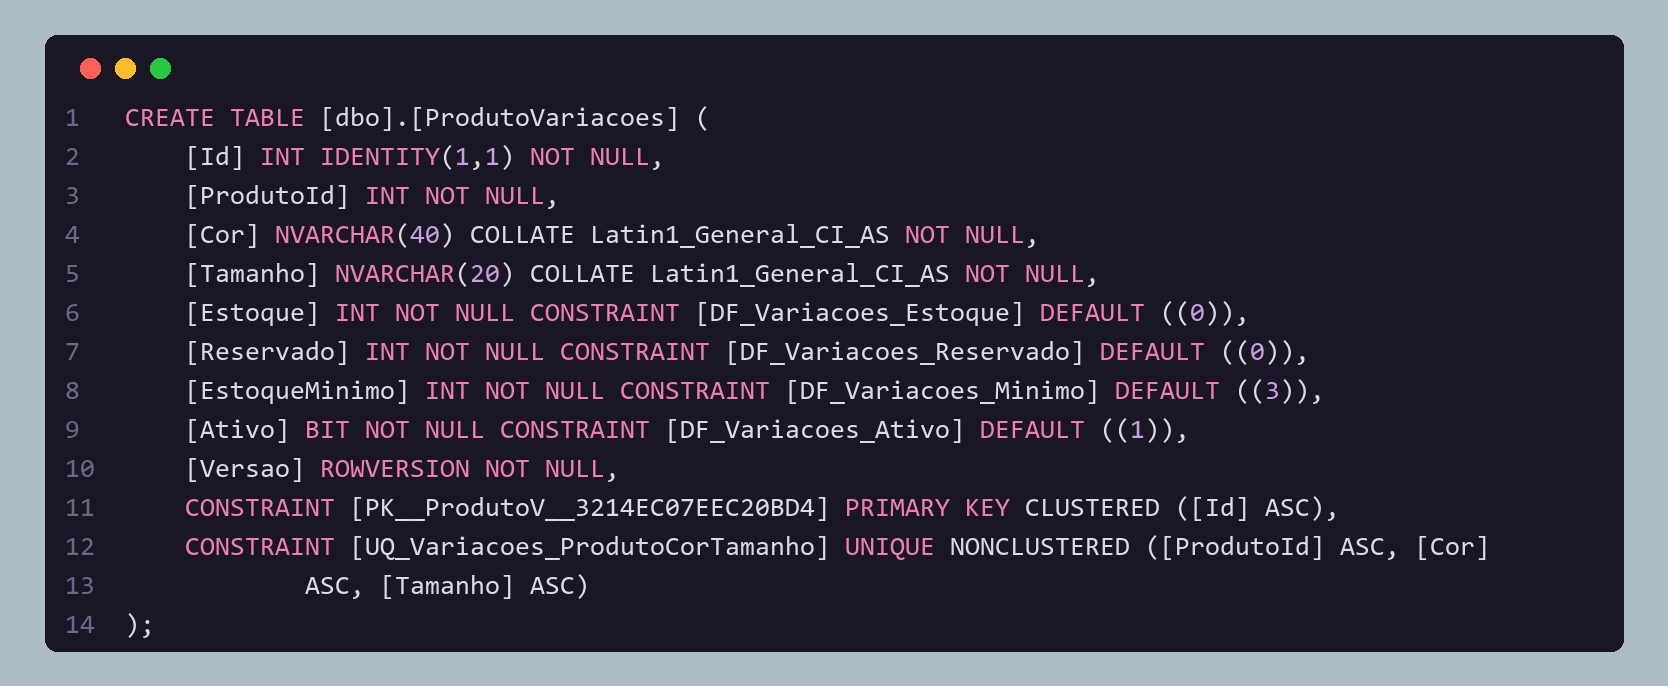 1 CREATE TABLE [dbo].[ProdutoVariacoes] (
2     [Id] INT IDENTITY(1,1) NOT NULL,
3     [ProdutoId] INT NOT NULL,
4     [Cor] NVARCHAR(40) COLLATE Latin1_General_CI_AS NOT NULL,
5     [Tamanho] NVARCHAR(20) COLLATE Latin1_General_CI_AS NOT NULL,
6     [Estoque] INT NOT NULL CONSTRAINT [DF_Variacoes_Estoque] DEFAULT ((0)),
7     [Reservado] INT NOT NULL CONSTRAINT [DF_Variacoes_Reservado] DEFAULT ((0)),
8     [EstoqueMinimo] INT NOT NULL CONSTRAINT [DF_Variacoes_Minimo] DEFAULT ((3)),
9     [Ativo] BIT NOT NULL CONSTRAINT [DF_Variacoes_Ativo] DEFAULT ((1)),
10     [Versao] ROWVERSION NOT NULL,
11     CONSTRAINT [PK__ProdutoV__3214EC07EEC20BD4] PRIMARY KEY CLUSTERED ([Id] ASC),
12     CONSTRAINT [UQ_Variacoes_ProdutoCorTamanho] UNIQUE NONCLUSTERED ([ProdutoId] ASC, [Cor]
13             ASC, [Tamanho] ASC)
14 );